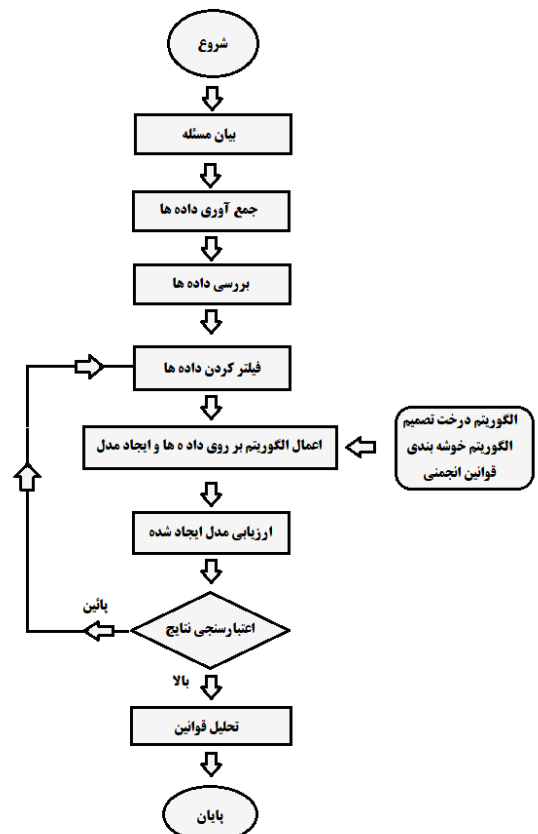 شروع
بیان مسئله
جمع آوری داده ها
بررسی داده ها
فیلتر کردن داده ها
اعمال الگوریتم بر روی داد ه ها و ایجاد مدل
الگوریتم درخت تصمیم
الگوریتم خوشه بندی
قوانین انجمنی
ارزیابی مدل ایجاد شده
پائین
اعتبارسنجی نتایج
بالا
تحلیل قوانین
پایان